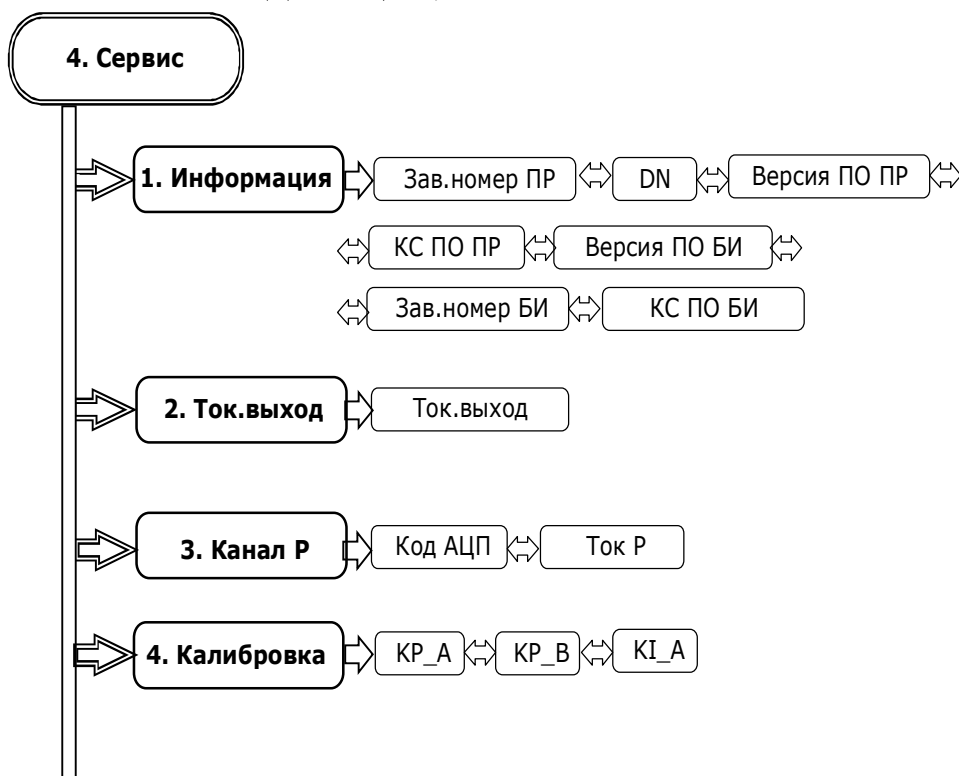 4. Сервис
1. Информация Зав.номер ПР DN Версия ПО ПР
КС ПО ПР Версия ПО БИ
Зав.номер БИ КС ПО БИ
2. Ток.выход Ток.выход
3. Канал Р Код АЦП Ток Р
4. Калибровка KP_A KP_B KI_A